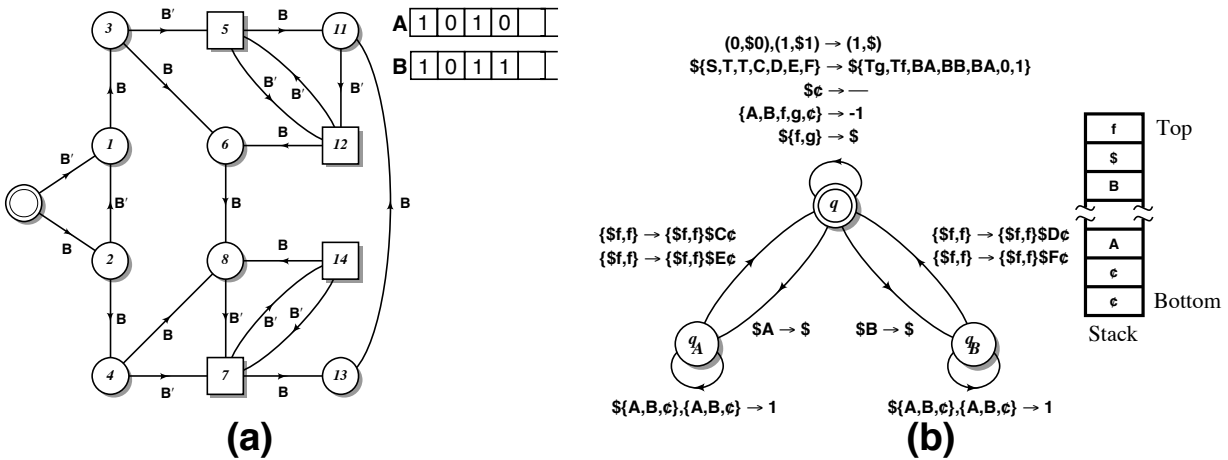 3
B′
5
B
11
A 1 0 1 0
B 1 0 1 1
B
B
B′
B′
B′
1
6
B
12
B′
B′
B
B
2
8
B
14
B
B
B
B′
B′
B′
4
B′
7
B
13
(a)
(0,$0),(1,$1) → (1,$)
${S,T,T,C,D,E,F} → ${Tg,Tf,BA,BB,BA,0,1}
$¢ → —
{A,B,f,g,¢} → -1
${f,g} → $
q
{$f,f} → {$f,f}$C¢
{$f,f} → {$f,f}$E¢
{$f,f} → {$f,f}$D¢
{$f,f} → {$f,f}$F¢
$A → $
$B → $
qA
qB
${A,B,¢},{A,B,¢} → 1
${A,B,¢},{A,B,¢} → 1
(b)
f
Top
$
B
A
¢
¢
Bottom
Stack